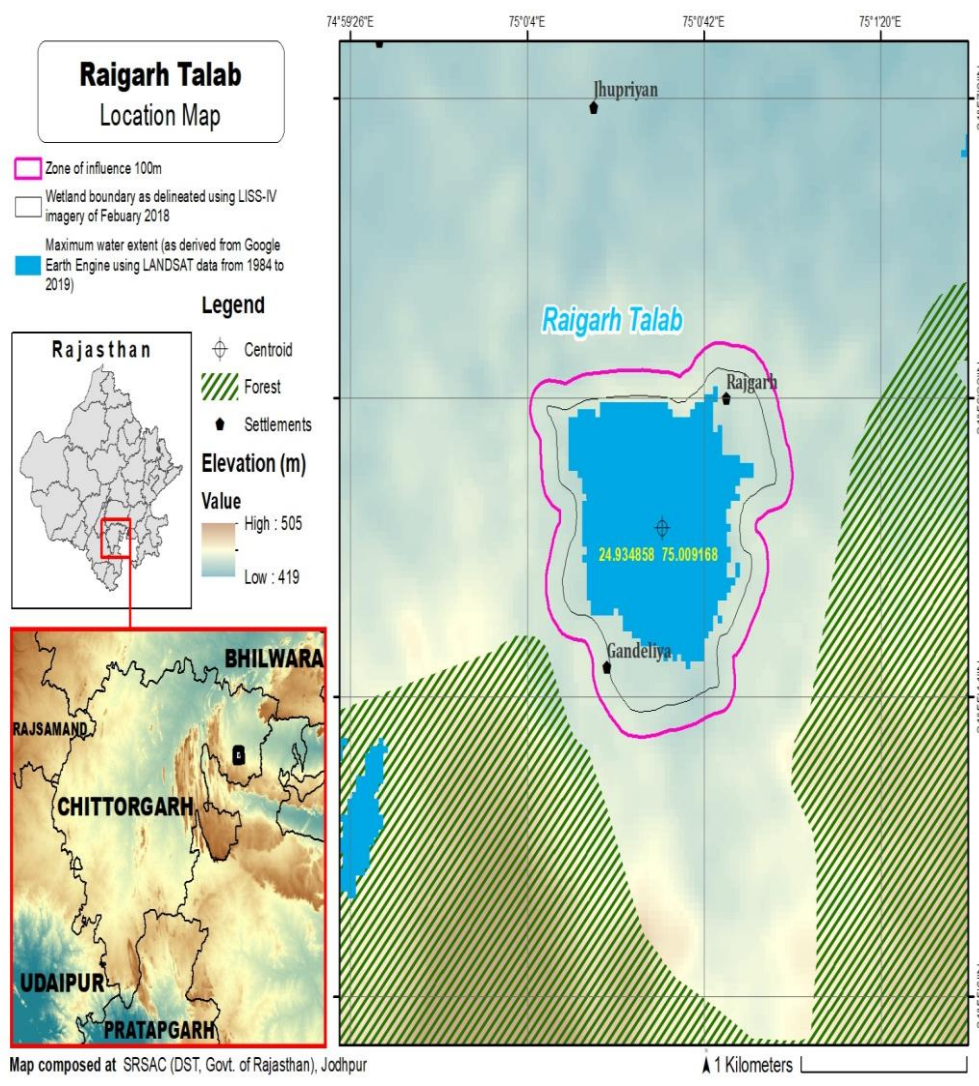 74°59'26"E
75°0'4"E
75°0'42"E
75°1'20"E
Raigarh Talab
Location Map
Zone of influence 100m
Wetland boundary as delineated using LISS-IV
imagery of Febuary 2018
Maximum water extent (as derived from Google
Earth Engine using LANDSAT data from 1984 to
2019)
Legend
Centroid
Forest
Settlements
Elevation (m)
Value
High : 505
Low : 419
Rajasthan
BHILWARA
RAJSAMAND
CHITTORGARH
UDAIPUR
PRATAPGARH
Jhupriyan
Raigarh Talab
Rajgarh
24.934858 75.009168
Gandeliya
Map composed at SRSAC (DST, Govt. of Rajasthan), Jodhpur
1 Kilometers